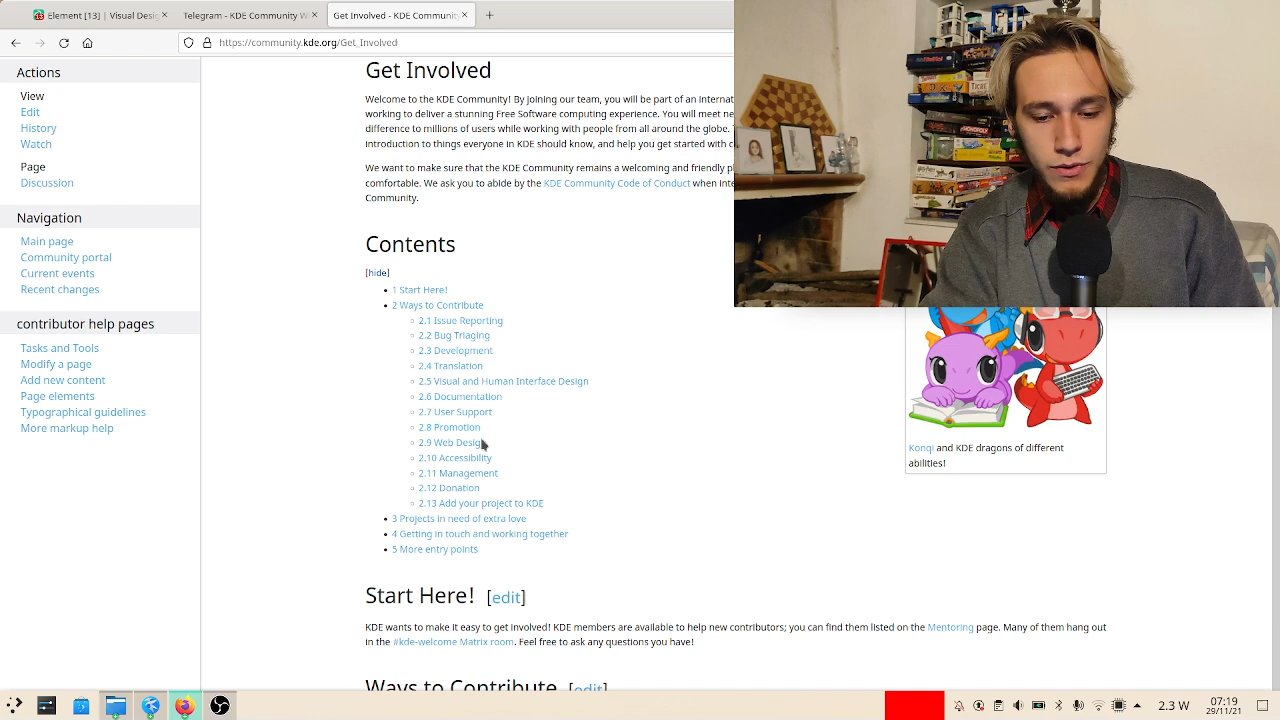 KDE: [13] | Visual Desi
Telegram - KDE Community W
Get Involved - KDE Community
https://community.kde.org/Get_Involved
Actions
View
Edit
History
Watch
Page
Discussion
Navigation
Main page
Community portal
Current events
Recent changes
contributor help pages
Tasks and Tools
Modify a page
Add new content
Page elements
Typographical guidelines
More markup help
Get Involved
Welcome to the KDE Community! By joining our team, you will be part of an internat
working to deliver a stunning Free Software computing experience. You will meet ne
difference to millions of users while working with people from all around the globe.
introduction to things everyone in KDE should know, and help you get started with c
We want to make sure that the KDE Community remains a welcoming and friendly p
comfortable. We ask you to abide by the KDE Community Code of Conduct when inte
Community.
Contents
[hide]
1 Start Here!
2 Ways to Contribute
2.1 Issue Reporting
2.2 Bug Triaging
2.3 Development
2.4 Translation
2.5 Visual and Human Interface Design
2.6 Documentation
2.7 User Support
2.8 Promotion
2.9 Web Design
2.10 Accessibility
2.11 Management
2.12 Donation
2.13 Add your project to KDE
3 Projects in need of extra love
4 Getting in touch and working together
5 More entry points
MONOPOLY
Konqi and KDE dragons of different
abilities!
Start Here! [edit]
KDE wants to make it easy to get involved! KDE members are available to help new contributors; you can find them listed on the Mentoring page. Many of them hang out
in the #kde-welcome Matrix room. Feel free to ask any questions you have!
Ways to Contribute [edit]
2.3 W
07:19
29/11/21